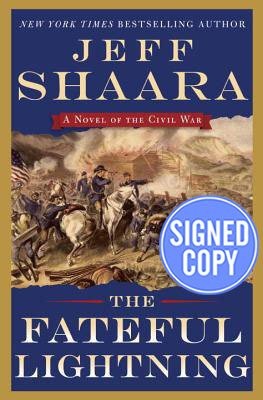 NEW YORK TIMES BESTSELLING AUTHOR
JEFF
SHAARA
A NOVEL OF THE CIVIL WAR
SIGNED
COPY
THE
FATEFUL
LIGHTNING